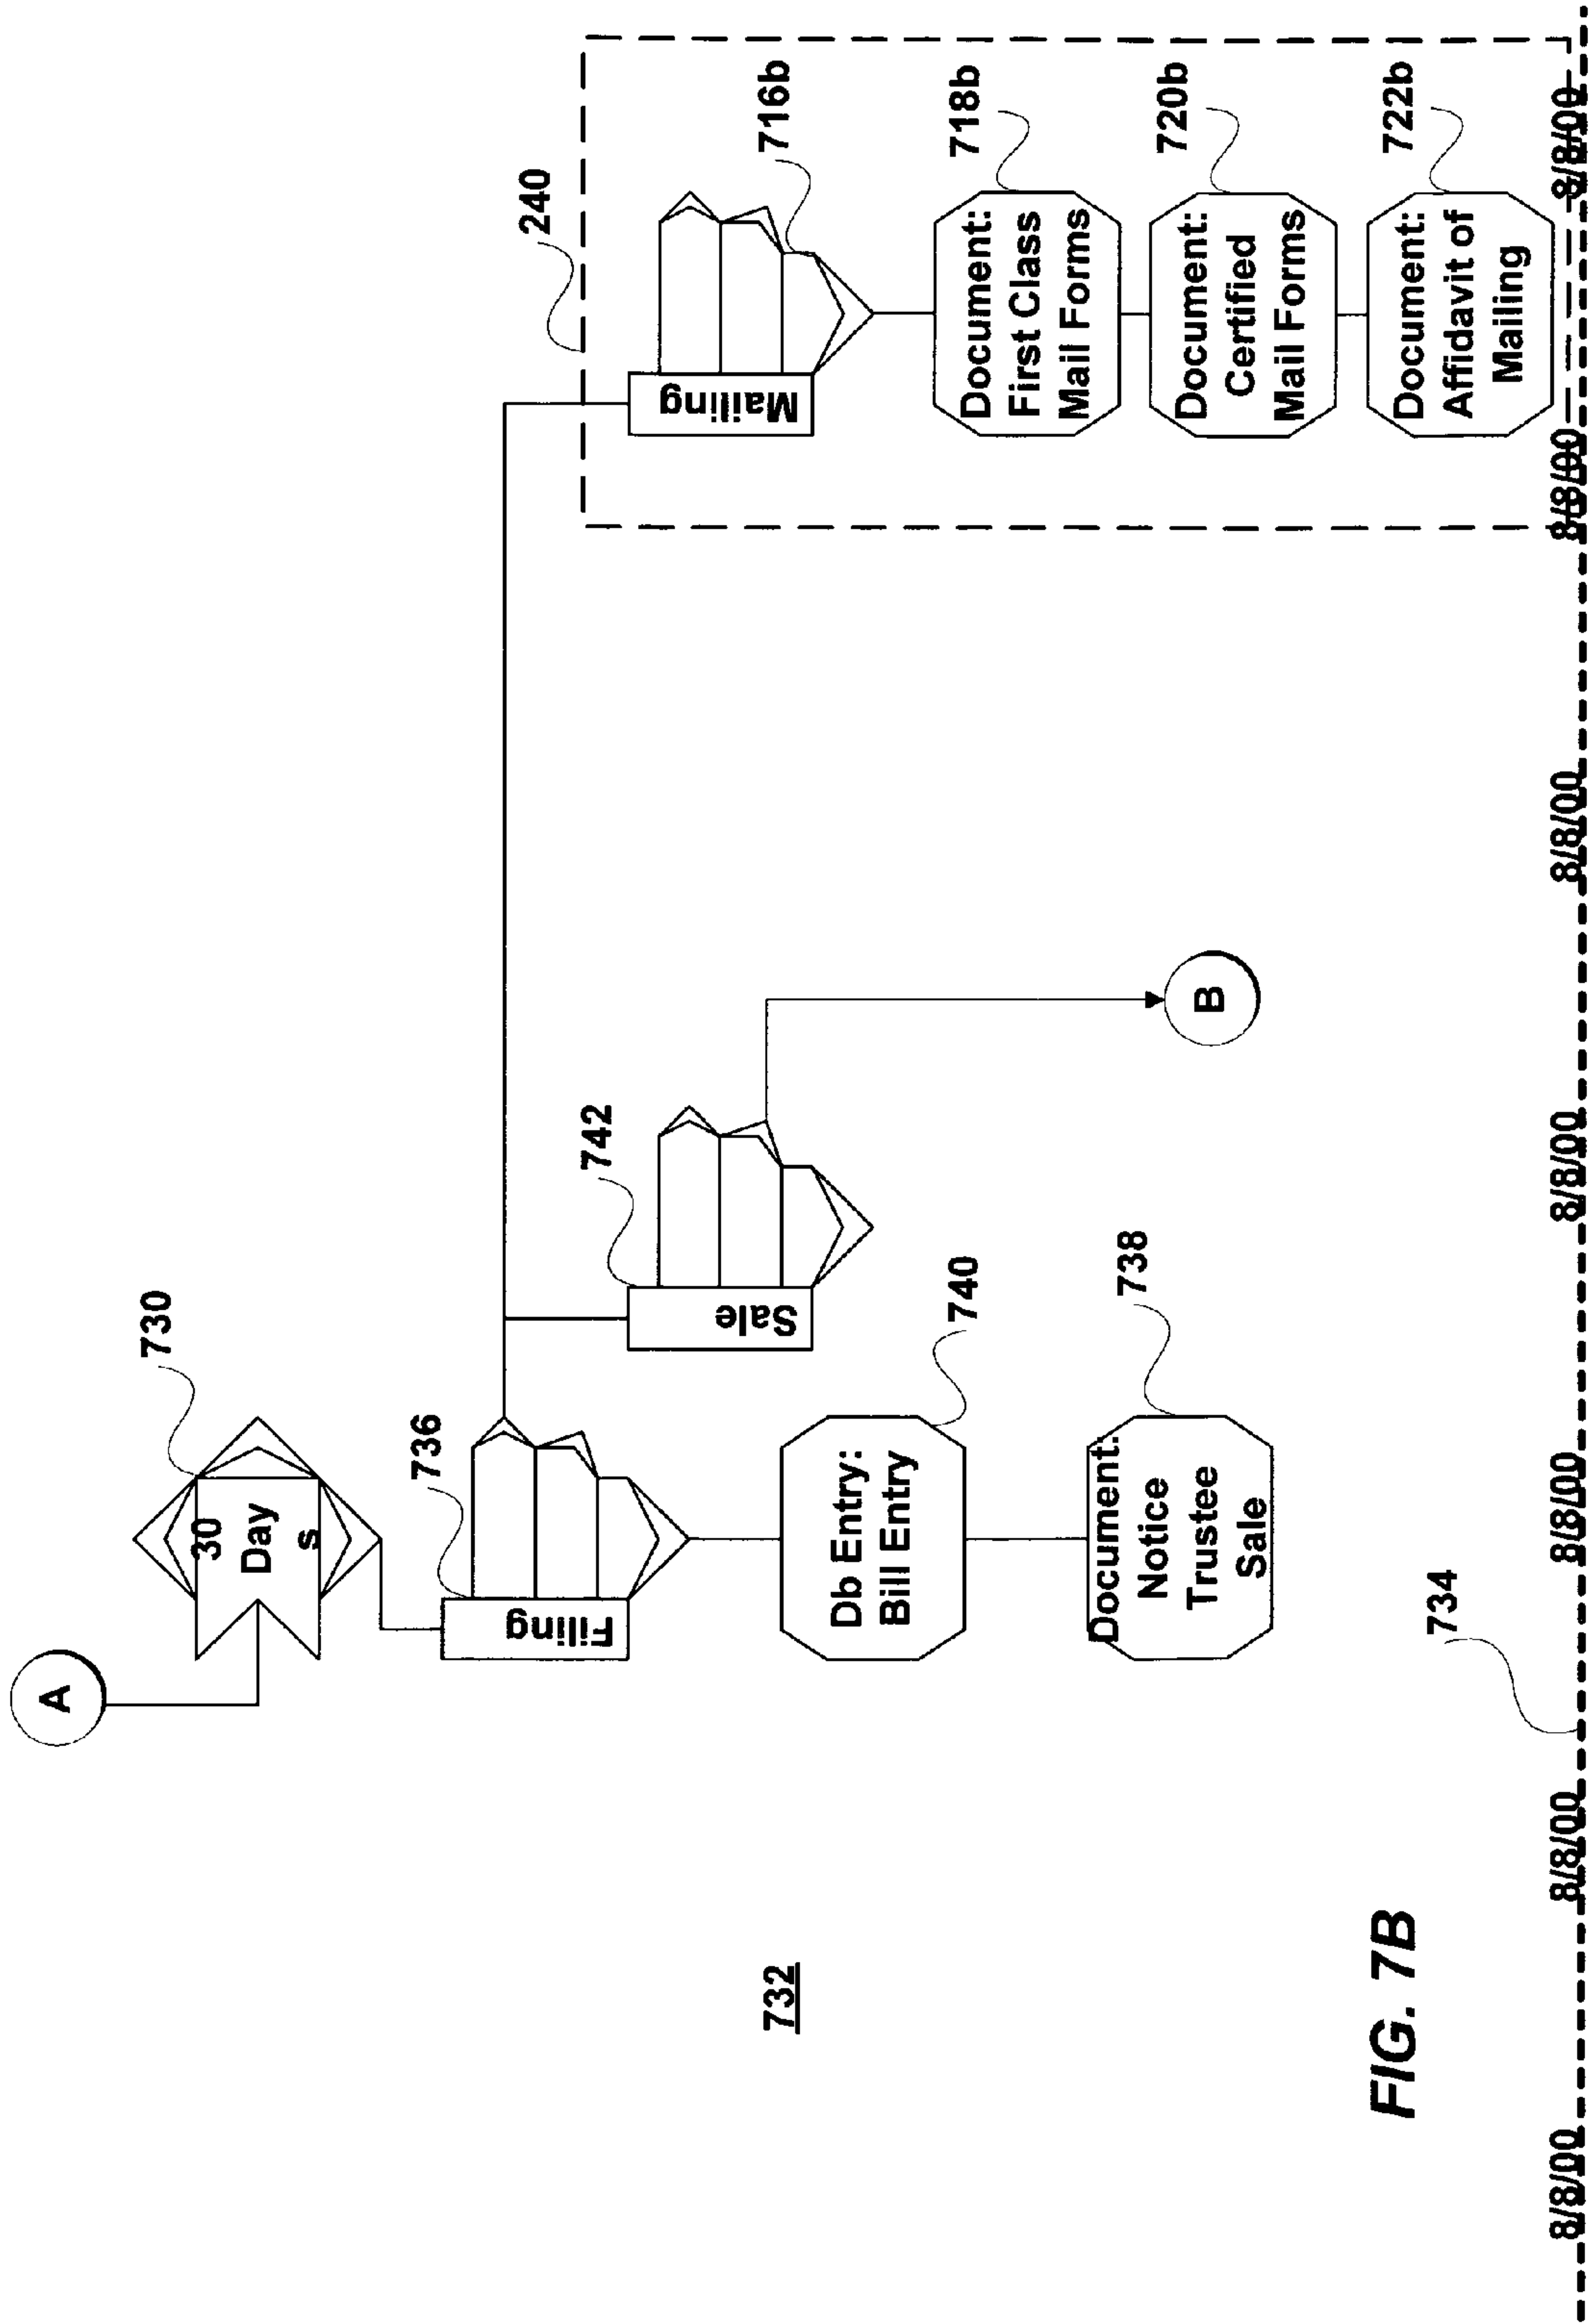 A
730
30
Day
s
736
Filing
742
Sale
240
Mailing
716b
Document:
First Class
Mail Forms
718b
Document:
Certified
Mail Forms
720b
Document:
Affidavit of
Mailing
722b
Db Entry:
Bill Entry
740
Document:
Notice
Trustee
Sale
738
B
732
734
FIG. 7B
8/8/00
8/8/00
8/8/00
8/8/00
8/8/00
8/8/00
8/8/00